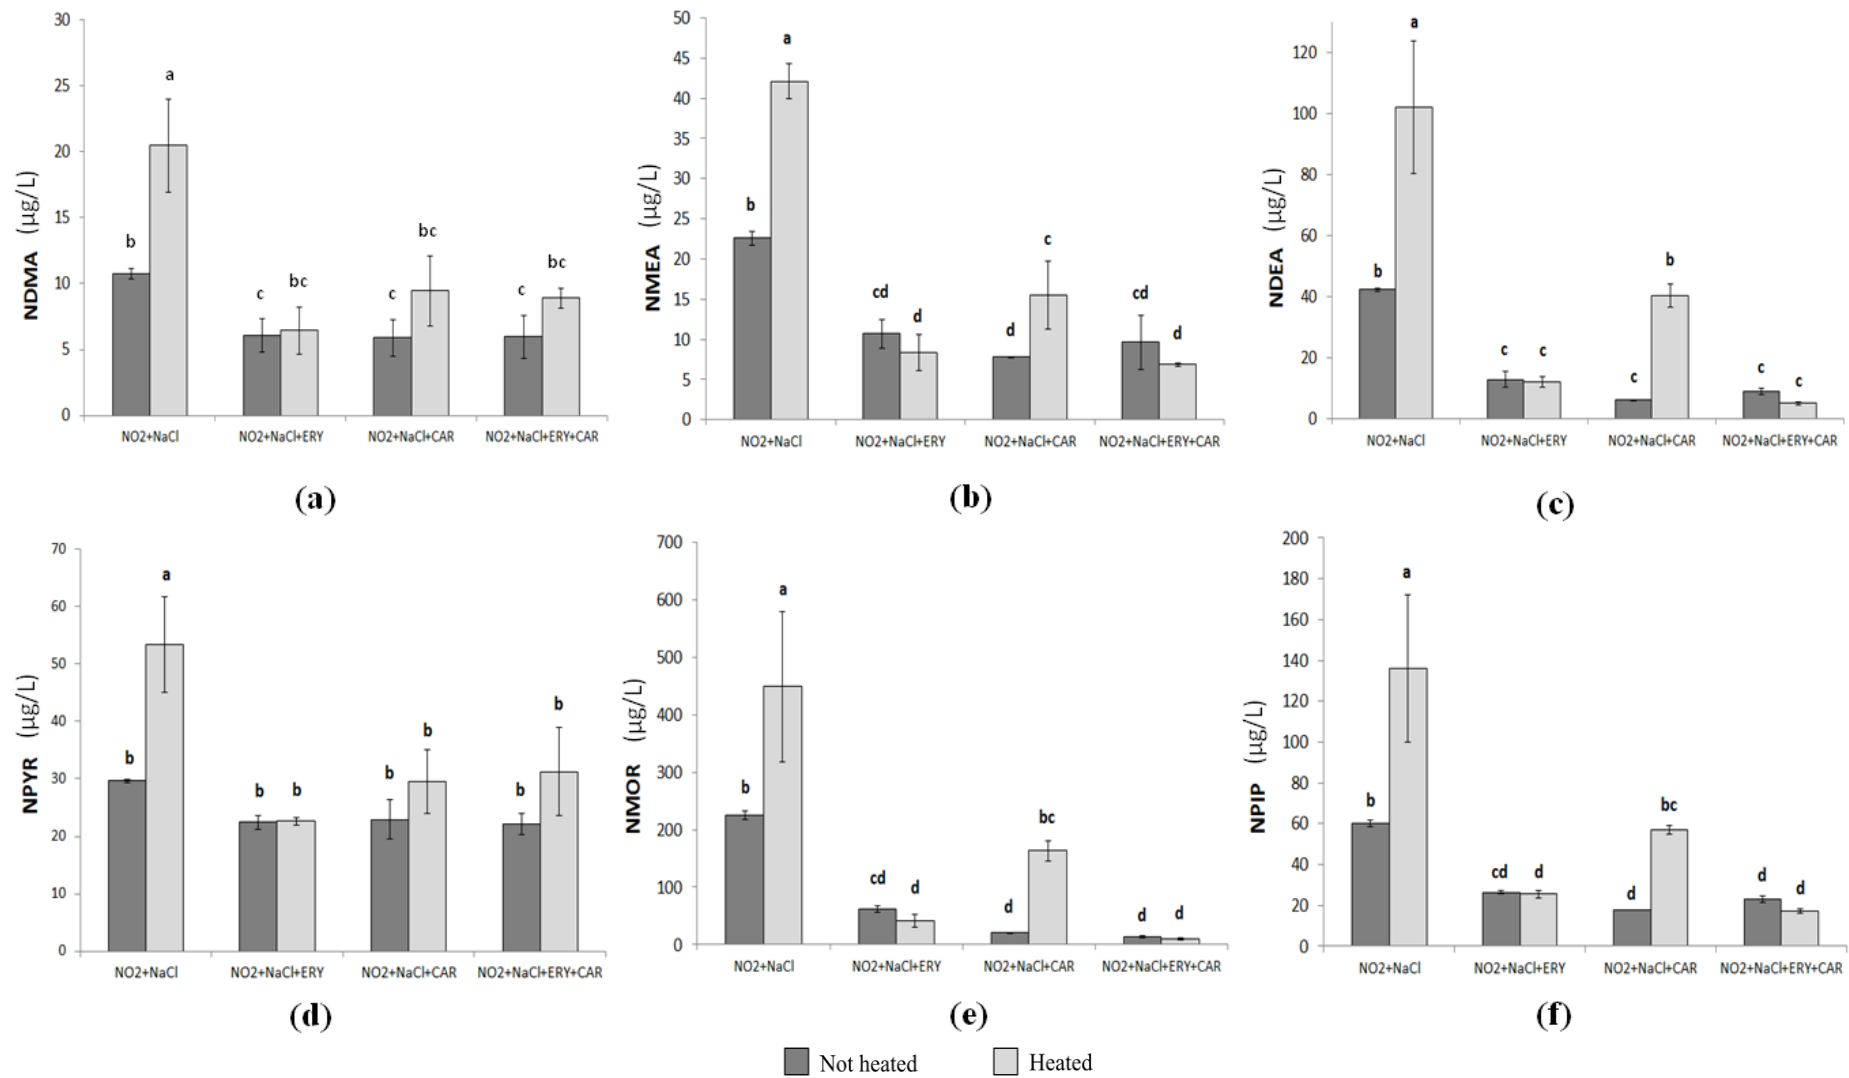 30
25
20
15
10
5
0
NDMA (µg/L)
a
b
c
bc
c
bc
c
bc
NO2+NaCl
NO2+NaCl+ERY
NO2+NaCl+CAR
NO2+NaCl+ERY+CAR
(a)
50
45
40
35
30
25
20
15
10
5
0
NMEA (µg/L)
b
a
cd
d
d
c
cd
d
NO2+NaCl
NO2+NaCl+ERY
NO2+NaCl+CAR
NO2+NaCl+ERY+CAR
(b)
120
100
80
60
40
20
0
NDEA (µg/L)
b
a
c
c
c
b
c
c
NO2+NaCl
NO2+NaCl+ERY
NO2+NaCl+CAR
NO2+NaCl+ERY+CAR
(c)
70
60
50
40
30
20
10
0
NPYR (µg/L)
b
a
b
b
b
b
b
b
NO2+NaCl
NO2+NaCl+ERY
NO2+NaCl+CAR
NO2+NaCl+ERY+CAR
(d)
700
600
500
400
300
200
100
0
NMOR (µg/L)
b
a
cd
d
d
bc
d
d
NO2+NaCl
NO2+NaCl+ERY
NO2+NaCl+CAR
NO2+NaCl+ERY+CAR
(e)
200
180
160
140
120
100
80
60
40
20
0
NPIP (µg/L)
b
a
cd
d
d
bc
d
d
NO2+NaCl
NO2+NaCl+ERY
NO2+NaCl+CAR
NO2+NaCl+ERY+CAR
(f)
Not heated
Heated